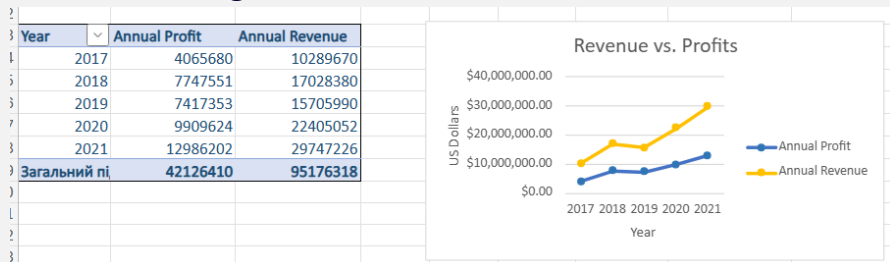 Year Annual Profit Annual Revenue
2017 4065680 10289670
2018 7747551 17028380
2019 7417353 15705990
2020 9909624 22405052
2021 12986202 29747226
Загальний пі 42126410 95176318
Revenue vs. Profits
$40,000,000.00
$30,000,000.00
$20,000,000.00
$10,000,000.00
$0.00
US Dollars
2017 2018 2019 2020 2021
Year
Annual Profit
Annual Revenue